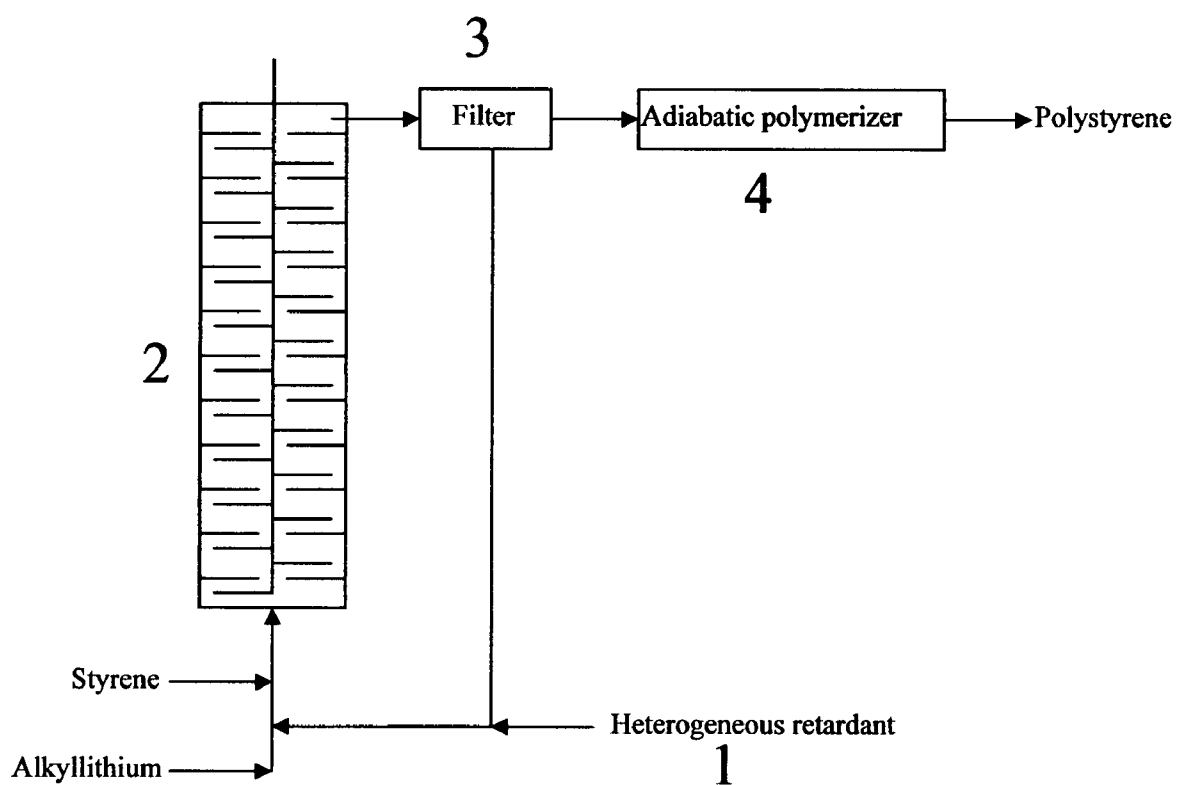 3
Filter
Adiabatic polymerizer
Polystyrene
4
2
Styrene
Heterogeneous retardant
1
Alkyllithium